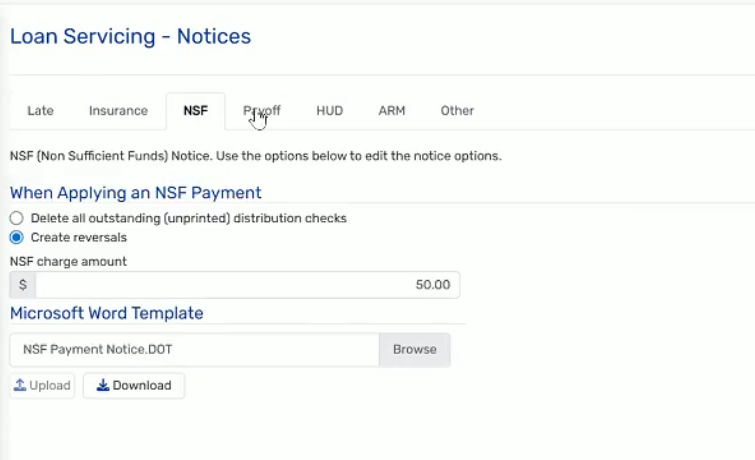 Loan Servicing - Notices
Late Insurance NSF Payoff HUD ARM Other
NSF (Non Sufficient Funds) Notice. Use the options below to edit the notice options.
When Applying an NSF Payment
Delete all outstanding (unprinted) distribution checks
Create reversals
NSF charge amount
$ 50.00
Microsoft Word Template
NSF Payment Notice.DOT Browse
Upload Download